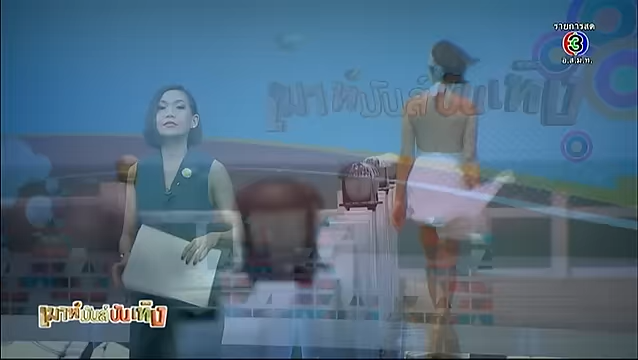 รายการสด
3
อ.ส.ม.ท.
เมาท์มันส์บันเทิง
เมาท์มันส์บันเทิง